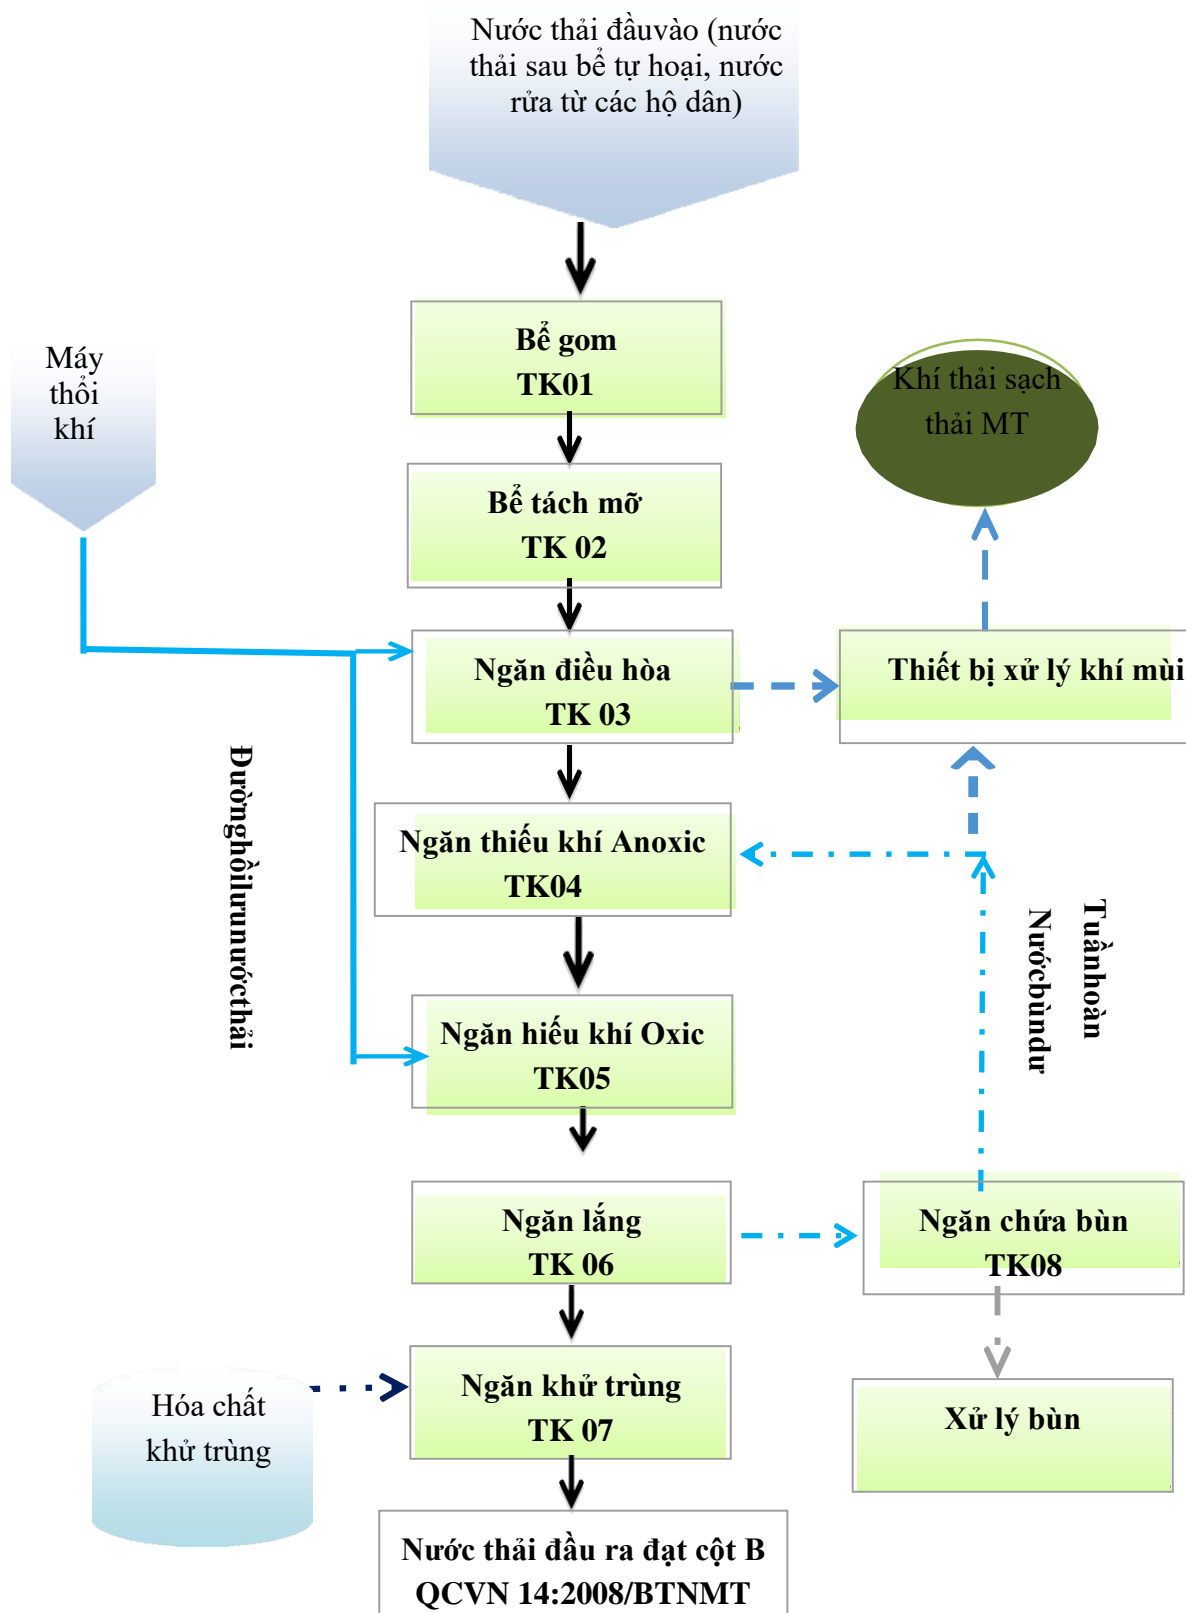 Nước thải đầuvào (nước
thải sau bể tự hoại, nước
rửa từ các hộ dân)
Bể gom
TK01
Máy
thổi
khí
Khí thải sạch
thải MT
Bể tách mỡ
TK 02
Ngăn điều hòa
TK 03
Thiết bị xử lý khí mùi
Đườnghồilưunướcthải
Ngăn thiếu khí Anoxic
TK04
Tuầnhoàn
Nướcbùndư
Ngăn hiếu khí Oxic
TK05
Ngăn lắng
TK 06
Ngăn chứa bùn
TK08
Ngăn khử trùng
TK 07
Hóa chất
khử trùng
Xử lý bùn
Nước thải đầu ra đạt cột B
QCVN 14:2008/BTNMT